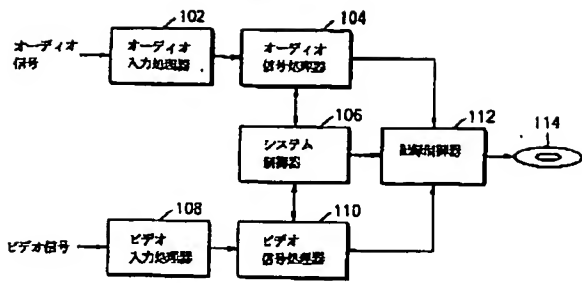 102
104
オーディオ
信号
オーディオ
入力処理器
オーディオ
信号処理器
106
112
114
システム
制御器
記録制御器
108
110
ビデオ信号
ビデオ
入力処理器
ビデオ
信号処理器